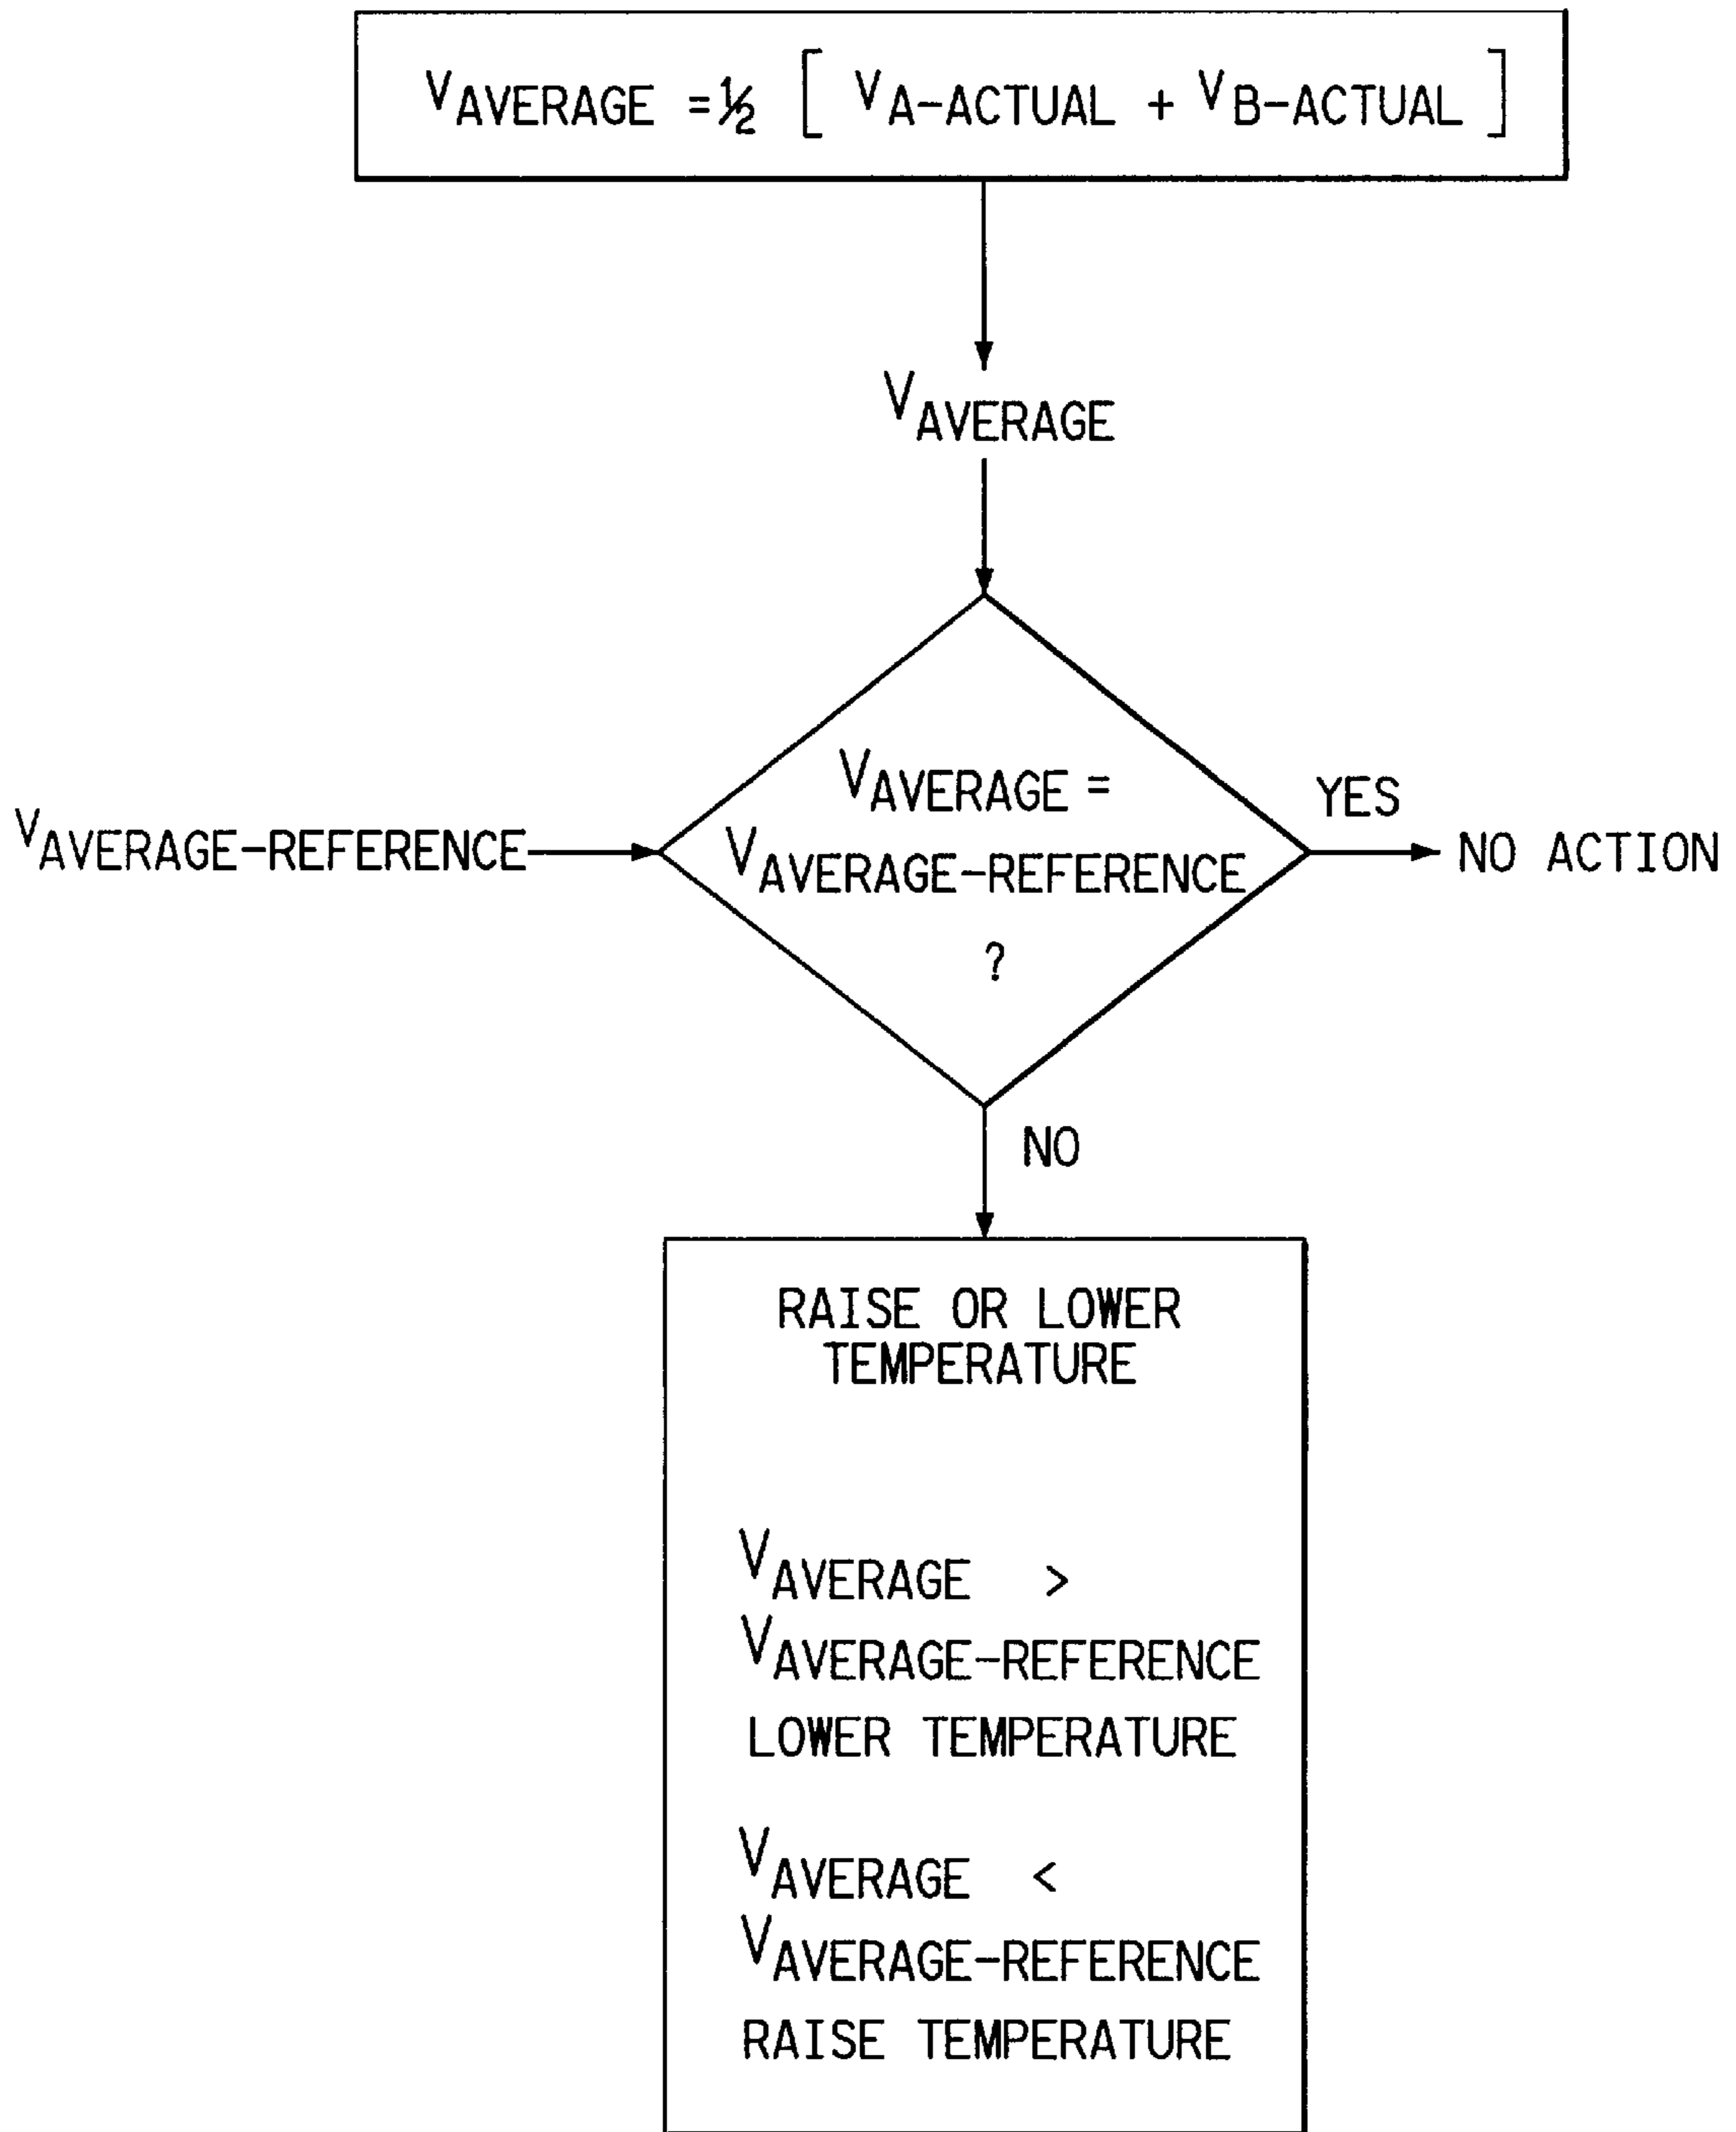 VAVERAGE =½ [ VA-ACTUAL + VB-ACTUAL ]
VAVERAGE
VAVERAGE =
VAVERAGE-REFERENCE
?
VAVERAGE-REFERENCE
YES
NO ACTION
NO
RAISE OR LOWER
TEMPERATURE
VAVERAGE >
VAVERAGE-REFERENCE
LOWER TEMPERATURE
VAVERAGE <
VAVERAGE-REFERENCE
RAISE TEMPERATURE